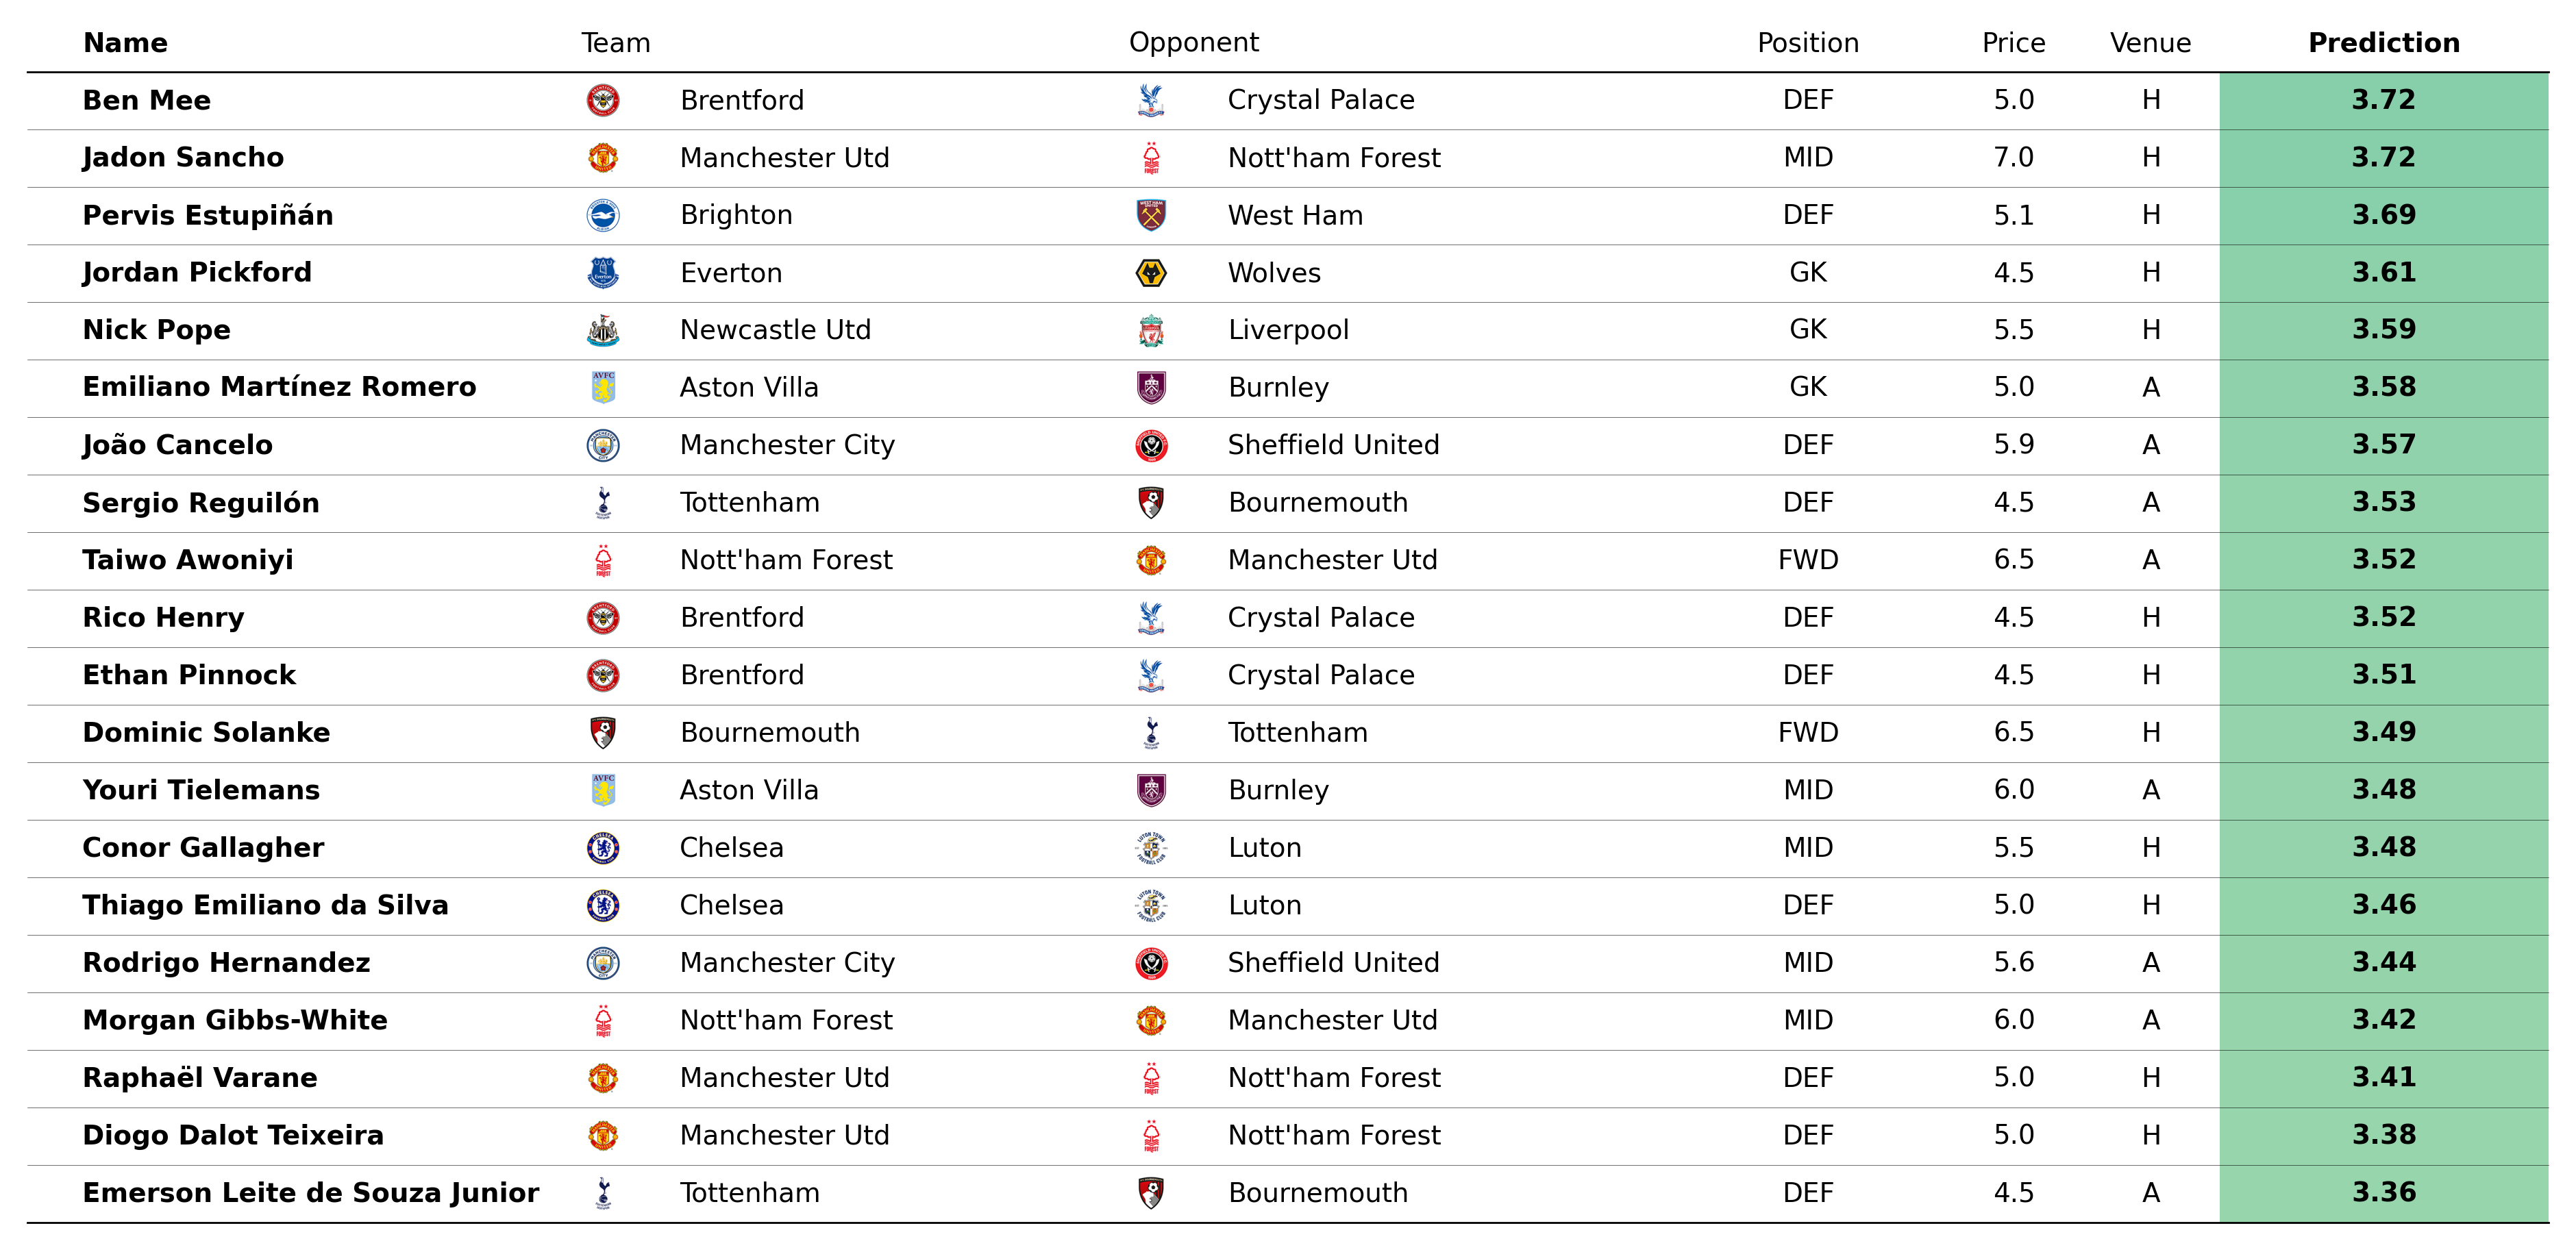 Name Team Opponent Position Price Venue Prediction
Ben Mee Brentford Crystal Palace DEF 5.0 H 3.72
Jadon Sancho Manchester Utd Nott'ham Forest MID 7.0 H 3.72
Pervis Estupiñán Brighton West Ham DEF 5.1 H 3.69
Jordan Pickford Everton Wolves GK 4.5 H 3.61
Nick Pope Newcastle Utd Liverpool GK 5.5 H 3.59
Emiliano Martínez Romero Aston Villa Burnley GK 5.0 A 3.58
João Cancelo Manchester City Sheffield United DEF 5.9 A 3.57
Sergio Reguilón Tottenham Bournemouth DEF 4.5 A 3.53
Taiwo Awoniyi Nott'ham Forest Manchester Utd FWD 6.5 A 3.52
Rico Henry Brentford Crystal Palace DEF 4.5 H 3.52
Ethan Pinnock Brentford Crystal Palace DEF 4.5 H 3.51
Dominic Solanke Bournemouth Tottenham FWD 6.5 H 3.49
Youri Tielemans Aston Villa Burnley MID 6.0 A 3.48
Conor Gallagher Chelsea Luton MID 5.5 H 3.48
Thiago Emiliano da Silva Chelsea Luton DEF 5.0 H 3.46
Rodrigo Hernandez Manchester City Sheffield United MID 5.6 A 3.44
Morgan Gibbs-White Nott'ham Forest Manchester Utd MID 6.0 A 3.42
Raphaël Varane Manchester Utd Nott'ham Forest DEF 5.0 H 3.41
Diogo Dalot Teixeira Manchester Utd Nott'ham Forest DEF 5.0 H 3.38
Emerson Leite de Souza Junior Tottenham Bournemouth DEF 4.5 A 3.36